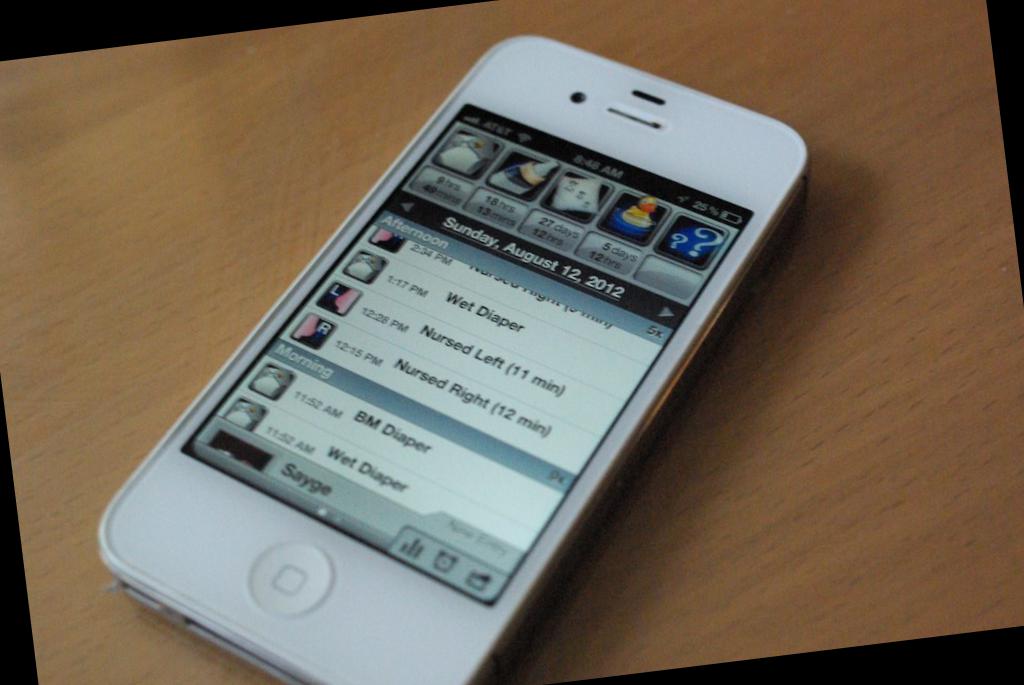 AT&T 8:48 AM 25%
9 hrs 49 mins
18 hrs 13 mins
27 days 12 hrs
5 days 12 hrs
??
Sunday, August 12, 2012
Afternoon 5x
2:34 PM Nursed Right min)
1:17 PM Wet Diaper
L 12:28 PM Nursed Left (11 min)
R 12:15 PM Nursed Right (12 min)
Morning 9x
11:52 AM BM Diaper
11:52 AM Wet Diaper
Sayge
New Entry